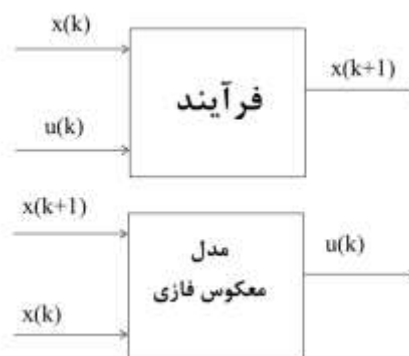 x(k)
x(k+1)
فرآیند
u(k)
x(k+1)
مدل
u(k)
معکوس فازی
x(k)